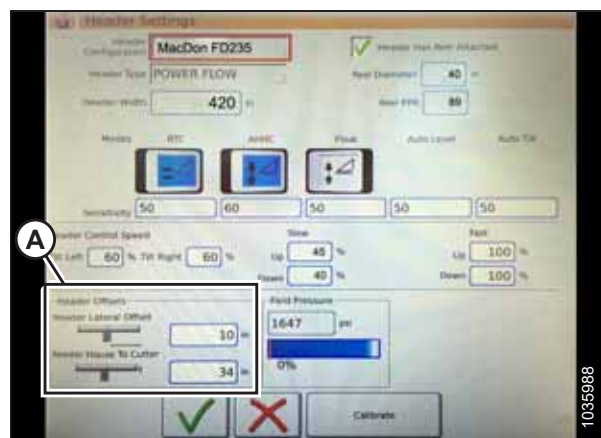 Header Settings
Header Configuration MacDon FD235
Header Has Reel Attached
Header Type POWER FLOW
Reel Diameter 40 in
Header Width 420 in
Reel PPR 89
Modes RTC AHHC Float Auto Level Auto Tilt
Sensitivity 50 60 50 50 50
A
Header Control Speed
Slow
Fast
Tilt Left 60 % Tilt Right 60 %
Up 45 %
Up 100 %
Down 40 %
Down 100 %
Header Offsets
Header Lateral Offset
10 in
Feeder House To Cutter
34 in
Field Pressure
1647 psi
0%
Calibrate
1035988